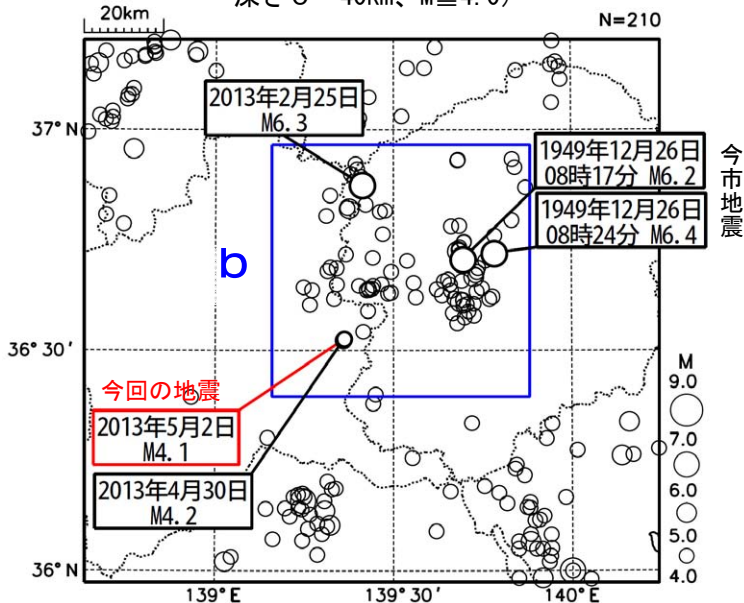 深さ0～40km、M≧4.0)
20km
N=210
2013年2月25日
M6.3
37°N
1949年12月26日
08時17分 M6.2
1949年12月26日
08時24分 M6.4
今市地震
b
36°30′
今回の地震
2013年5月2日
M4.1
2013年4月30日
M4.2
M
9.0
7.0
6.0
5.0
4.0
36°N
139°E
139°30′
140°E